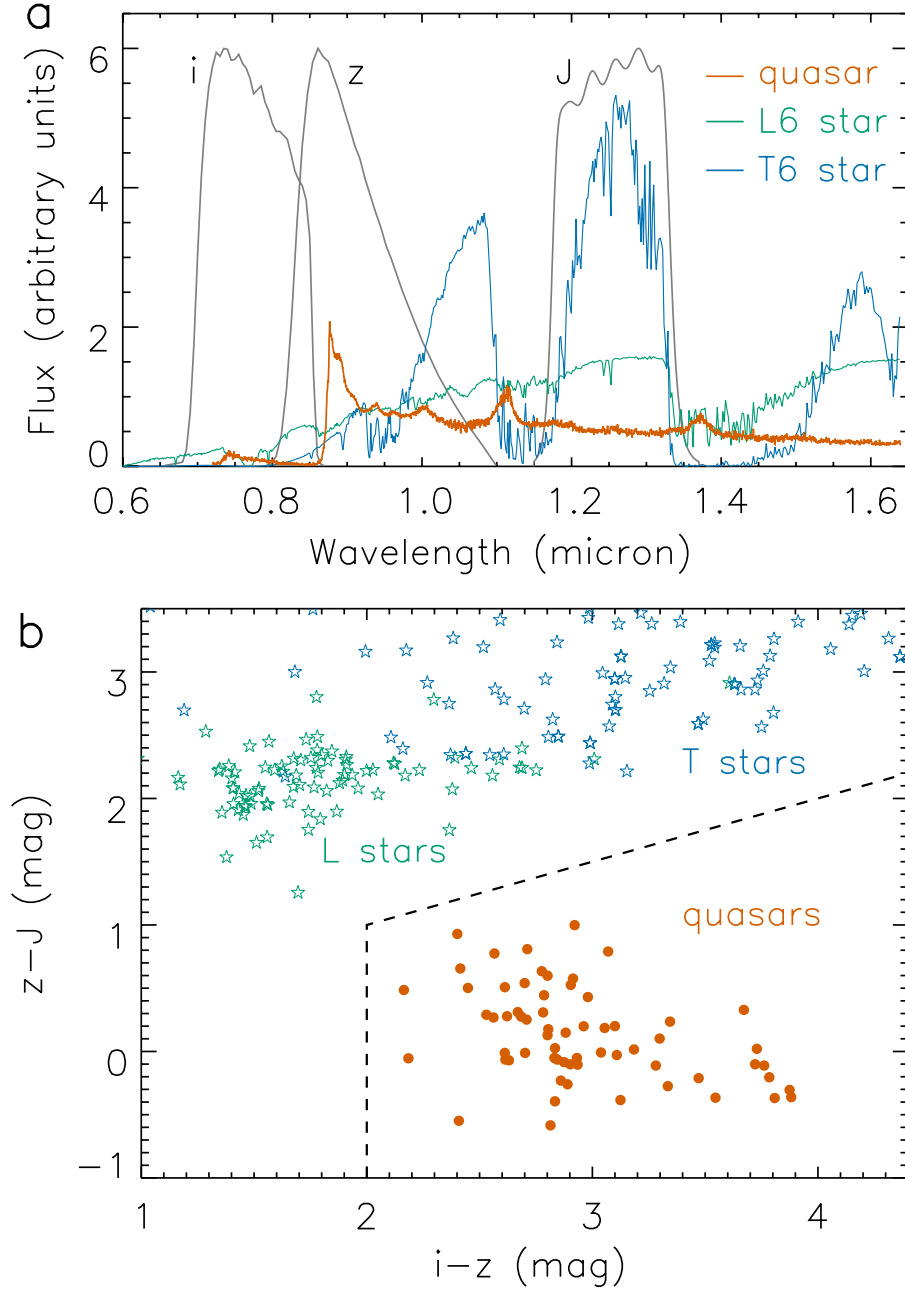 a
i
z
J
quasar
L6 star
T6 star
6
4
2
0
Flux (arbitrary units)
0.6 0.8 1.0 1.2 1.4 1.6
Wavelength (micron)
b
3
2
1
0
−1
z−J (mag)
T stars
L stars
quasars
1 2 3 4
i−z (mag)